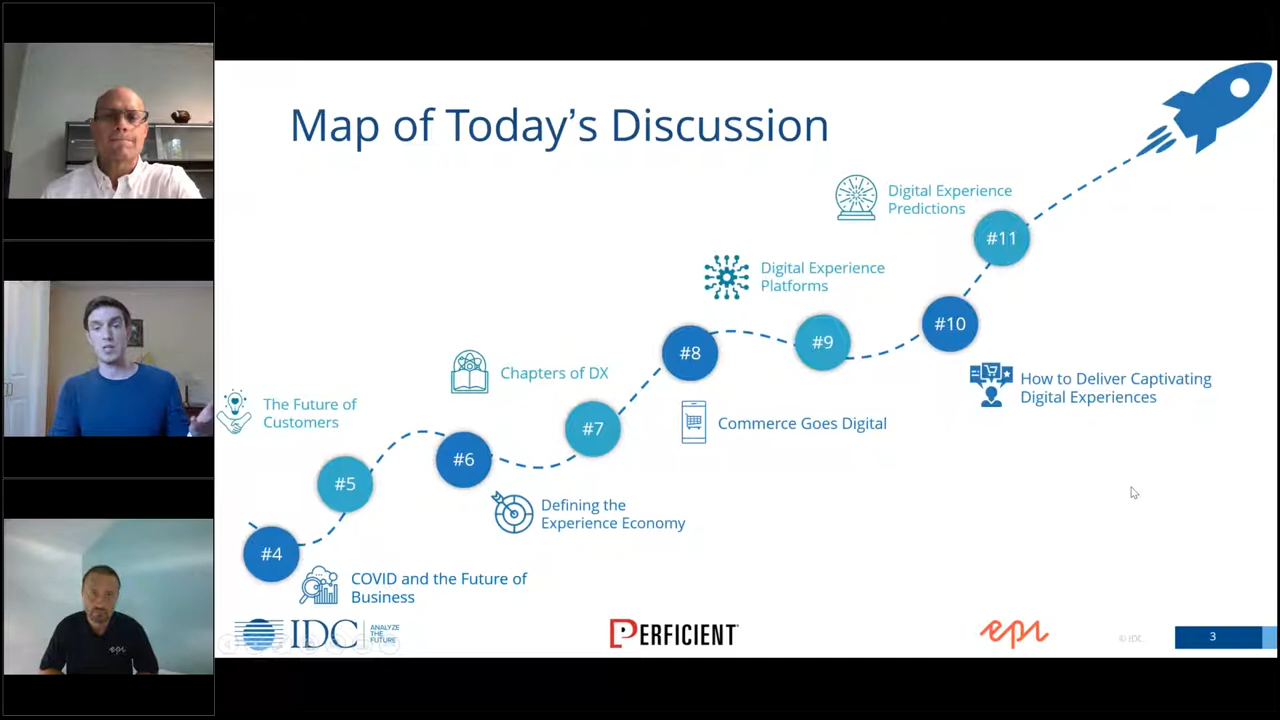 Map of Today's Discussion
Digital Experience
Predictions
#11
Digital Experience
Platforms
#10
#9
#8
How to Deliver Captivating
Digital Experiences
Chapters of DX
Commerce Goes Digital
The Future of
Customers
#7
#6
#5
Defining the
Experience Economy
#4
COVID and the Future of
Business
IDC
ANALYZE
THE
FUTURE
PERFICIENT
epi
© IDC
3
epi